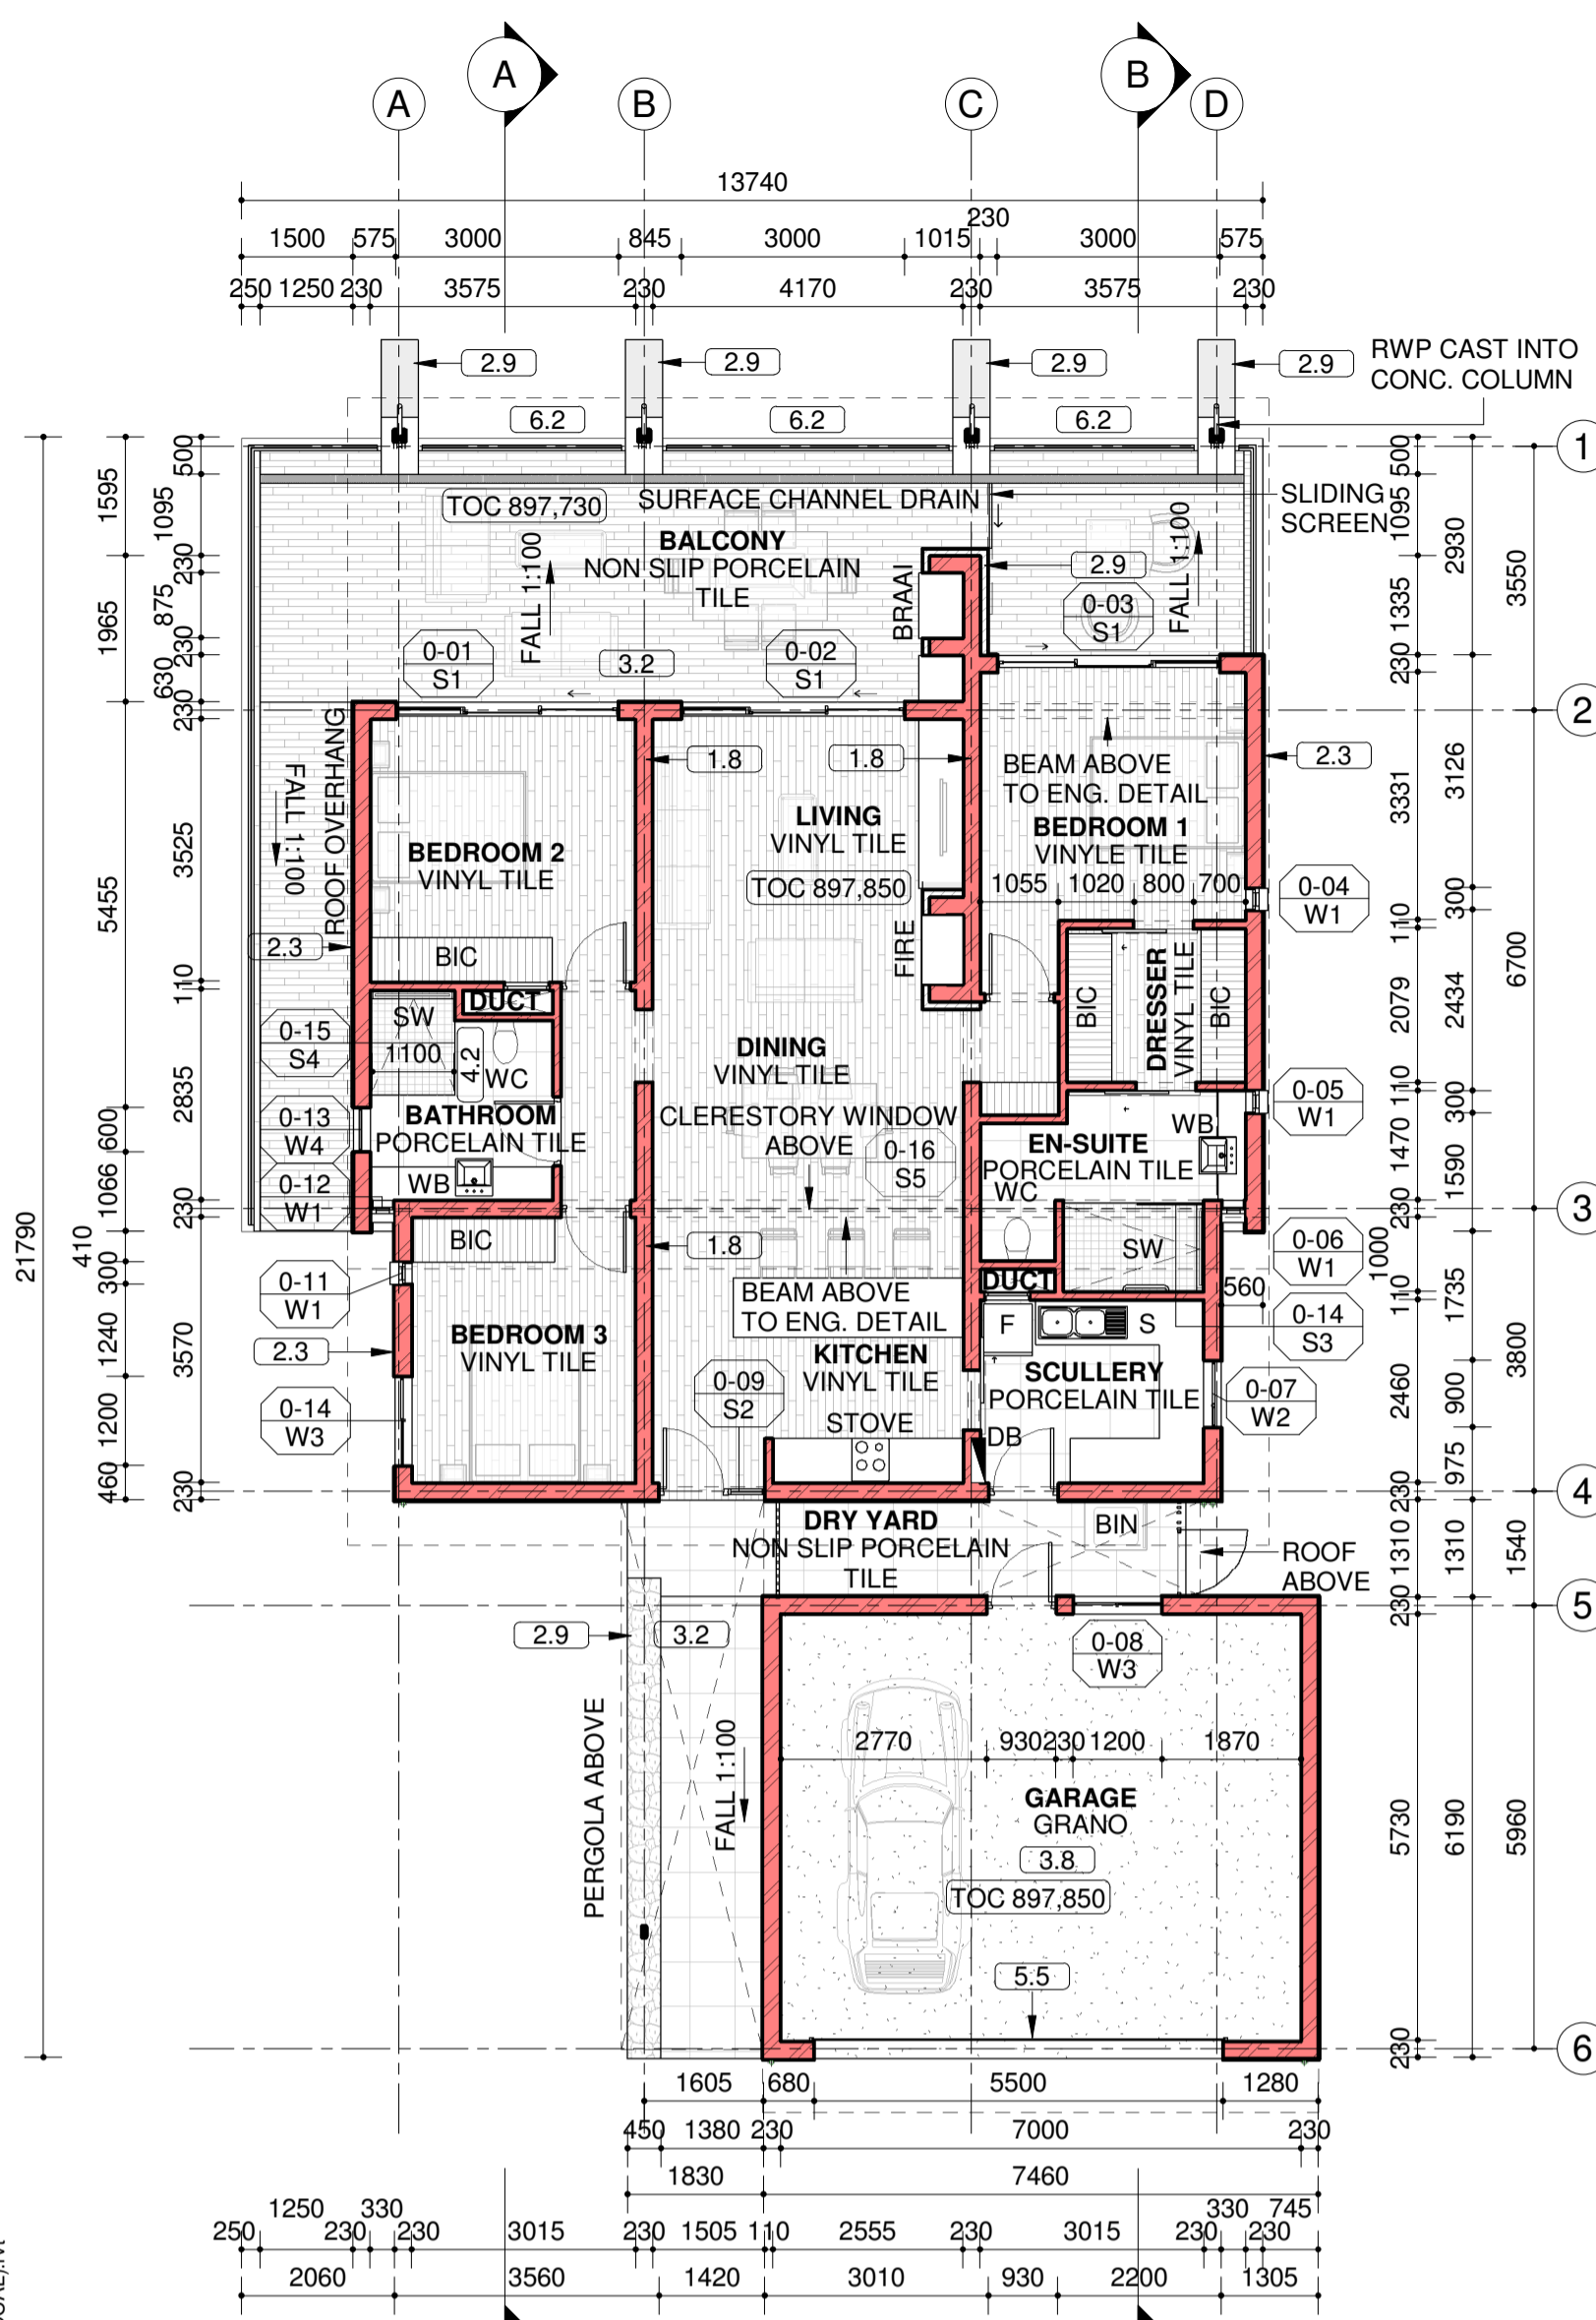 A
B
A
B
C
D
13740
230
1500 575 3000 845 3000 1015 3000 575
250 1250 230 3575 230 4170 230 3575 230
2.9
2.9
2.9
2.9
RWP CAST INTO
CONC. COLUMN
6.2
6.2
6.2
1
TOC 897,730
SURFACE CHANNEL DRAIN
SLIDING
SCREEN
BALCONY
NON SLIP PORCELAIN
TILE
FALL 1:100
BRAAI
2.9
FALL 1:100
0-01
S1
3.2
0-02
S1
0-03
S1
2
FALL 1:100
ROOF OVERHANG
1.8
1.8
2.3
BEAM ABOVE
TO ENG. DETAIL
LIVING
VINYL TILE
TOC 897,850
BEDROOM 1
VINYLE TILE
BEDROOM 2
VINYL TILE
1055 1020 800 700
0-04
W1
2.3
BIC
FIRE
DUCT
SW
1100
4.2
WC
BIC
DRESSER
VINYL TILE
BIC
0-15
S4
DINING
VINYL TILE
0-05
W1
0-13
W4
BATHROOM
PORCELAIN TILE
CLERESTORY WINDOW
ABOVE
0-16
S5
WB
EN-SUITE
PORCELAIN TILE
WC
0-12
W1
WB
3
BIC
1.8
SW
0-06
W1
0-11
W1
BEAM ABOVE
TO ENG. DETAIL
DUCT
560
F
S
0-14
S3
BEDROOM 3
VINYL TILE
2.3
KITCHEN
VINYL TILE
SCULLERY
PORCELAIN TILE
0-09
S2
STOVE
0-07
W2
0-14
W3
DB
4
DRY YARD
NON SLIP PORCELAIN
TILE
BIN
ROOF
ABOVE
5
2.9
3.2
0-08
W3
PERGOLA ABOVE
FALL 1:100
2770 930 230 1200 1870
GARAGE
GRANO
3.8
TOC 897,850
5.5
6
21790
1595
1965
5455
600
1066
410
300
1240
1200
460
500
1095
230
875
230
630
230
3525
110
2835
230
3570
230
500
1095
1335
230
3331
110
2079
110
1470
230
1000
110
2460
230
1310
230
5730
230
2930
3126
300
2434
300
1590
1735
900
975
1310
6190
3550
6700
3800
1540
5960
1605 680 5500 1280
450 1380 230 7000 230
1830 7460
1250 330 330 745
250 230 230 3015 230 1505 110 2555 230 3015 230 230
2060 3560 1420 3010 930 2200 1305